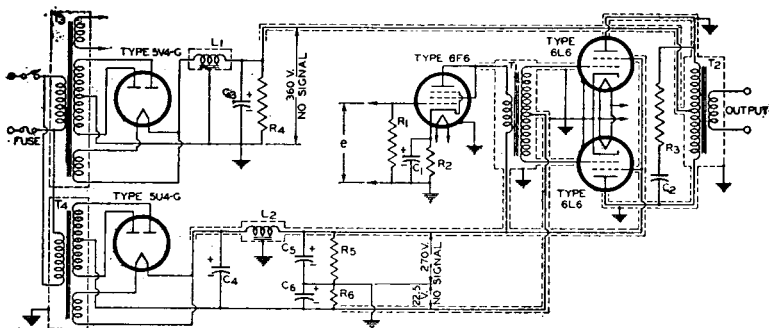 T3
TYPE 5V4-G
L1
C3
R4
360 V.
NO SIGNAL
FUSE
TYPE 6F6
e
R1
C1
R2
T1
TYPE
6L6
TYPE
6L6
R3
C2
T2
OUTPUT
T4
TYPE 5U4-G
L2
C4
C5
C6
R5
R6
270 V.
NO SIGNAL
22.5
V.
NO SIGNAL